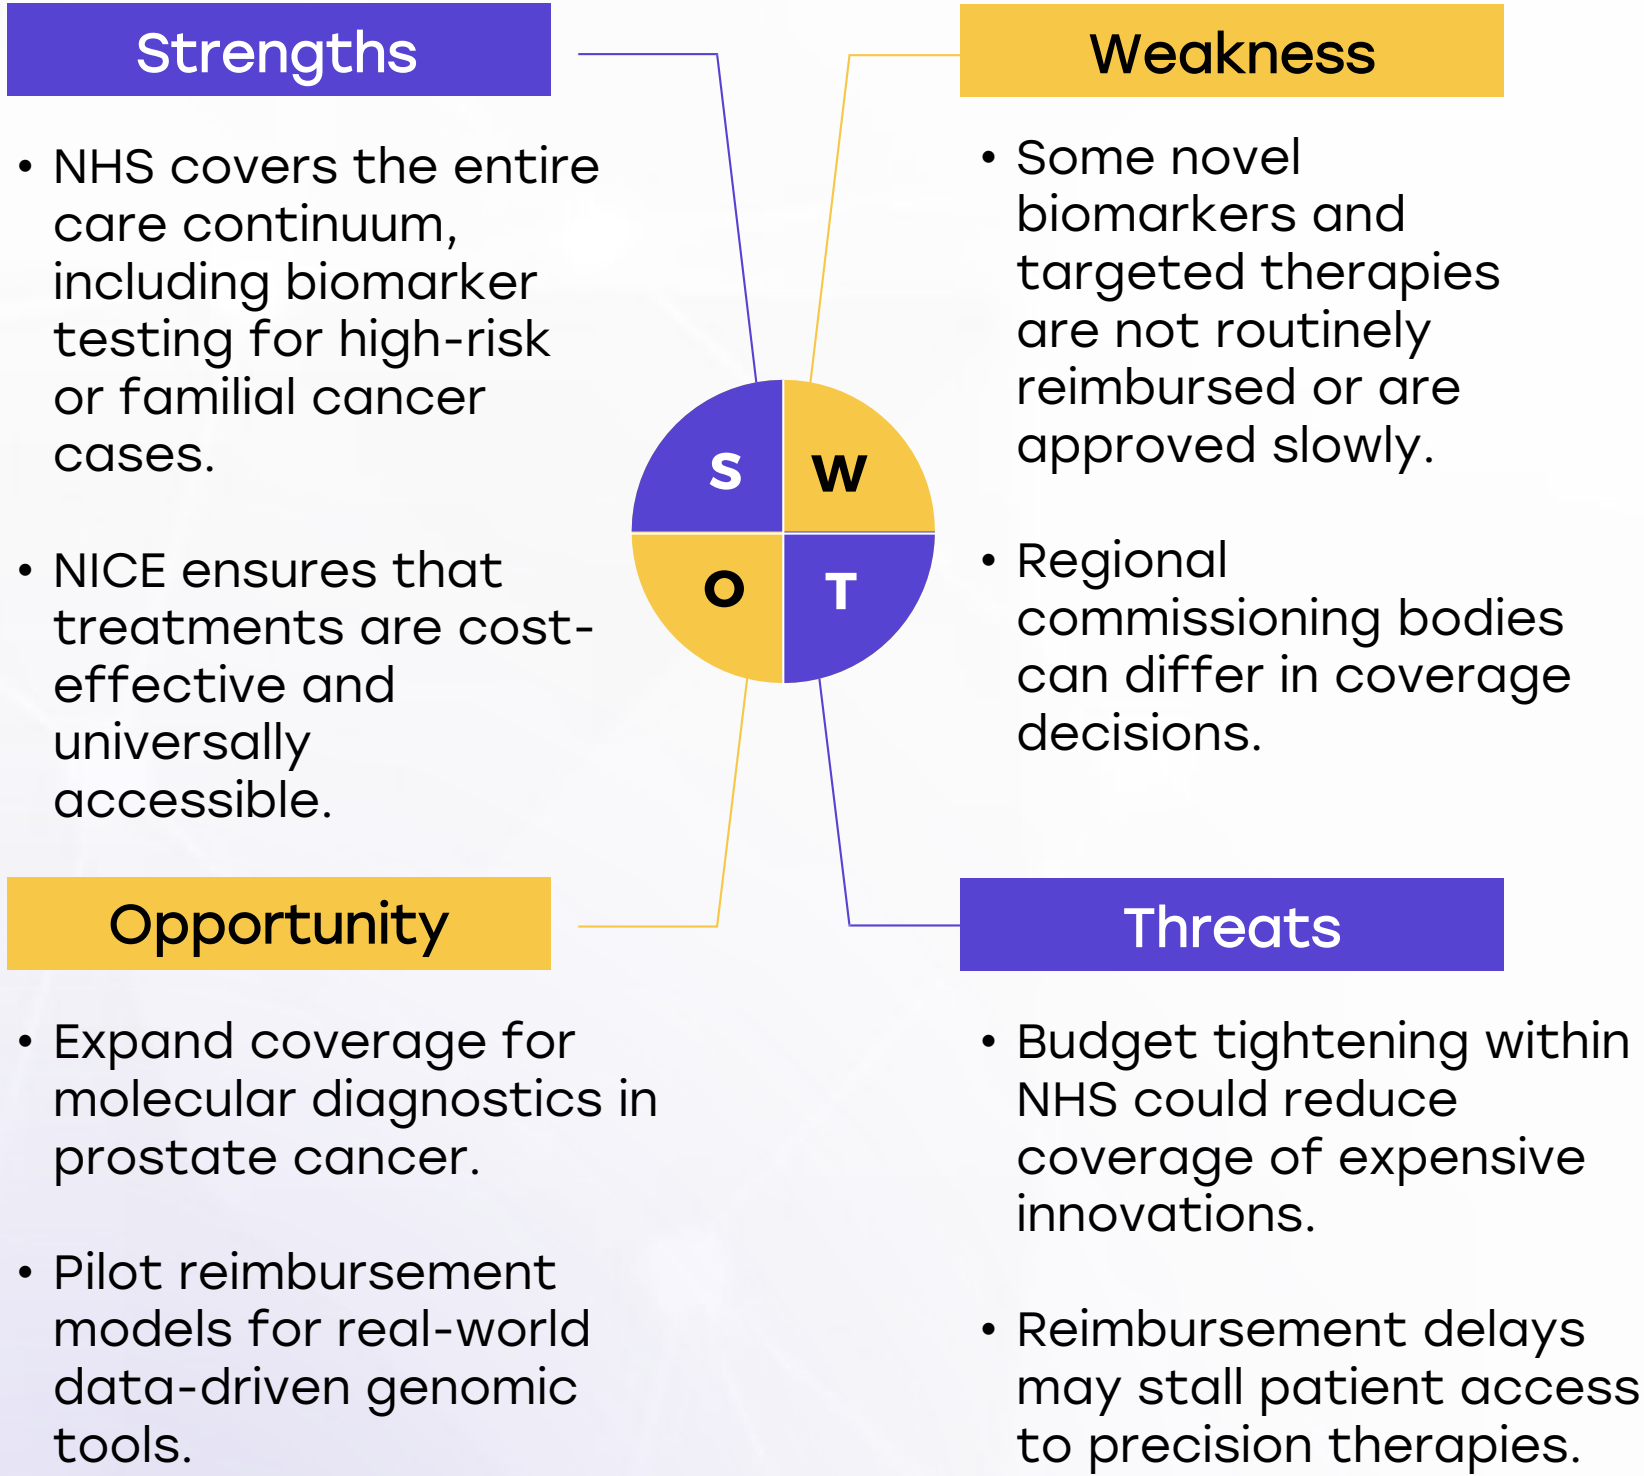 Strengths
• NHS covers the entire
care continuum,
including biomarker
testing for high-risk
or familial cancer
cases.
• NICE ensures that
treatments are cost-
effective and
universally
accessible.
Weakness
• Some novel
biomarkers and
targeted therapies
are not routinely
reimbursed or are
approved slowly.
• Regional
commissioning bodies
can differ in coverage
decisions.
S
W
O
T
Opportunity
• Expand coverage for
molecular diagnostics in
prostate cancer.
• Pilot reimbursement
models for real-world
data-driven genomic
tools.
Threats
• Budget tightening within
NHS could reduce
coverage of expensive
innovations.
• Reimbursement delays
may stall patient access
to precision therapies.